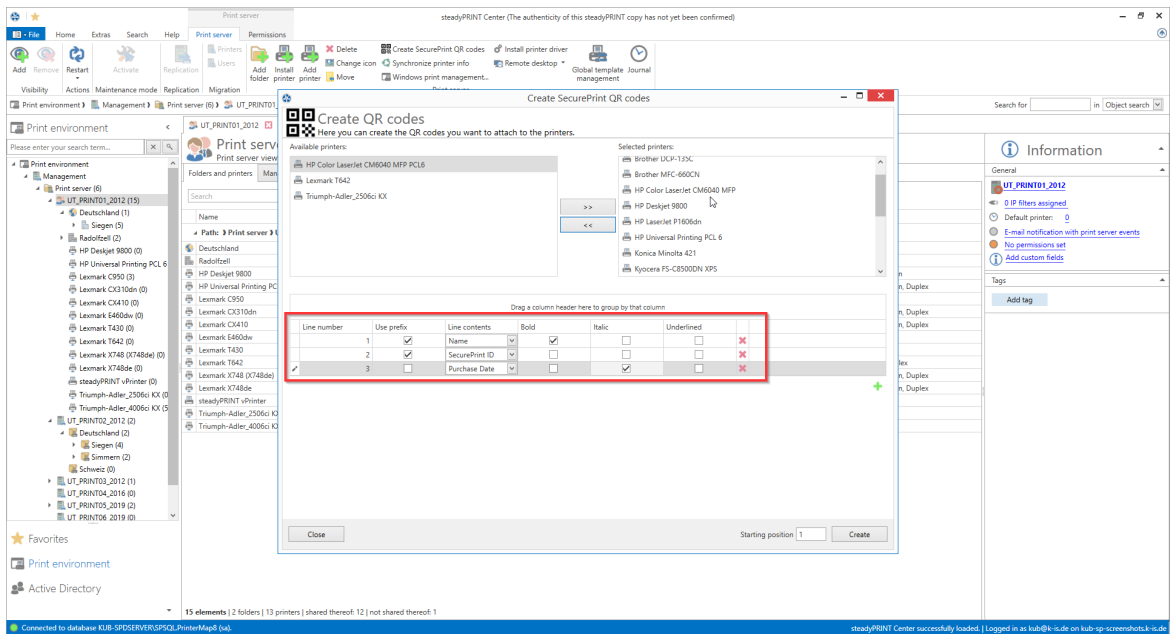 Print server
steadyPRINT Center (The authenticity of this steadyPRINT copy has not yet been confirmed)
File Home Extras Search Help Print server Permissions
Add Remove Restart Activate Replication Printers Users Add folder Install printer Add printer Delete Change icon Move Create SecurePrint QR codes Synchronize printer info Windows print management... Install printer driver Remote desktop Global template management Journal
Visibility Actions Maintenance mode Replication Migration Print server
Print environment Management Print server (6) UT_PRINT01
Search for in Object search
Print environment
Please enter your search term...
Print environment
Management
Print server (6)
UT_PRINT01_2012 (15)
Deutschland (1)
Siegen (5)
Radolfzell (2)
HP Deskjet 9800 (0)
HP Universal Printing PCL 6
Lexmark C950 (3)
Lexmark CX310dn (0)
Lexmark CX410 (0)
Lexmark E460dw (0)
Lexmark T430 (0)
Lexmark T642 (0)
Lexmark X748 (X748de) (0)
Lexmark X748de (0)
steadyPRINT vPrinter (0)
Triumph-Adler_2506ci KX (0
Triumph-Adler_4006ci KX (5
UT_PRINT02_2012 (2)
Deutschland (2)
Siegen (4)
Simmern (2)
Schweiz (0)
UT_PRINT03_2012 (1)
UT_PRINT04_2016 (0)
UT_PRINT05_2019 (2)
UT_PRINT06_2019 (0)
Favorites
Print environment
Active Directory
UT_PRINT01_2012
Print serv
Print server view
Folders and printers Man
Search
Name
Path: Print server U
Deutschland
Radolfzell
HP Deskjet 9800
HP Universal Printing PC
Lexmark C950
Lexmark CX310dn
Lexmark CX410
Lexmark E460dw
Lexmark T430
Lexmark T642
Lexmark X748 (X748de)
Lexmark X748de
steadyPRINT vPrinter
Triumph-Adler_2506ci KX
Triumph-Adler_4006ci KX
15 elements | 2 folders | 13 printers | shared thereof: 12 | not shared thereof: 1
Create SecurePrint QR codes
Create QR codes
Here you can create the QR codes you want to attach to the printers.
Available printers:
HP Color LaserJet CM6040 MFP PCL6
Lexmark T642
Triumph-Adler_2506ci KX
>>
<<
Selected printers:
Brother DCP-135C
Brother MFC-660CN
HP Color LaserJet CM6040 MFP
HP Deskjet 9800
HP LaserJet P1606dn
HP Universal Printing PCL 6
Konica Minolta 421
Kyocera FS-C8500DN XPS
Drag a column header here to group by that column
Line number Use prefix Line contents Bold Italic Underlined
1 Name
2 SecurePrint ID
3 Purchase Date
Close Starting position 1 Create
n
n, Duplex
n, Duplex
n, Duplex
lex
n, Duplex
n, Duplex
Information
General
UT_PRINT01_2012
0 IP filters assigned
Default printer: 0
E-mail notification with print server events
No permissions set
Add custom fields
Tags
Add tag
Connected to database KUB-SPDSERVER\SPSQL.PrinterMap8 (sa).
steadyPRINT Center successfully loaded. | Logged in as kub@k-is.de on kub-sp-screenshots.k-is.de